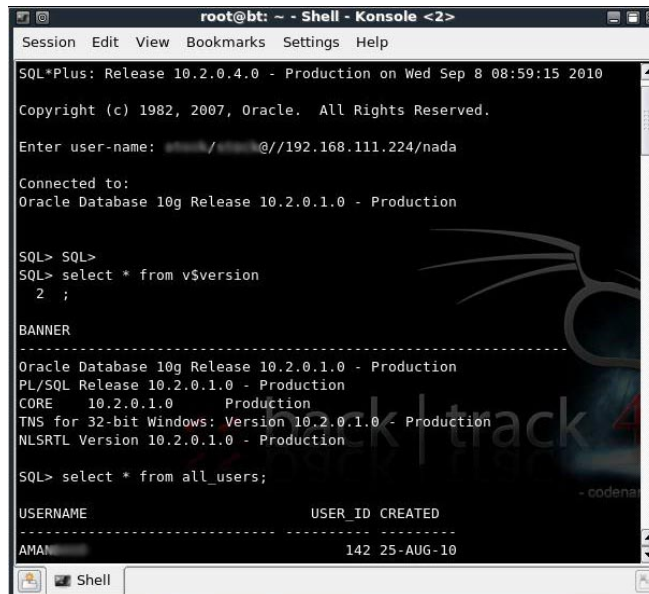 root@bt: ~ - Shell - Konsole <2>
Session Edit View Bookmarks Settings Help
SQL*Plus: Release 10.2.0.4.0 - Production on Wed Sep 8 08:59:15 2010
Copyright (c) 1982, 2007, Oracle. All Rights Reserved.
Enter user-name: / @//192.168.111.224/nada
Connected to:
Oracle Database 10g Release 10.2.0.1.0 - Production
SQL> SQL>
SQL> select * from v$version
2 ;
BANNER
--------------------------------------------------------------------------------
Oracle Database 10g Release 10.2.0.1.0 - Production
PL/SQL Release 10.2.0.1.0 - Production
CORE 10.2.0.1.0 Production
TNS for 32-bit Windows: Version 10.2.0.1.0 - Production
NLSRTL Version 10.2.0.1.0 - Production
<< back | track 4
SQL> select * from all_users;
- codena
USERNAME USER_ID CREATED
------------------------------ ---------- ---------
AMAN 142 25-AUG-10
Shell